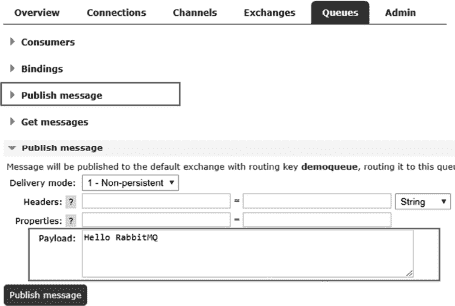 Overview Connections Channels Exchanges Queues Admin
Consumers
Bindings
Publish message
Get messages
Publish message
Message will be published to the default exchange with routing key demoqueue, routing it to this que
Delivery mode: 1 - Non-persistent
Headers: ? = String
Properties: ? =
Payload: Hello RabbitMQ
Publish message